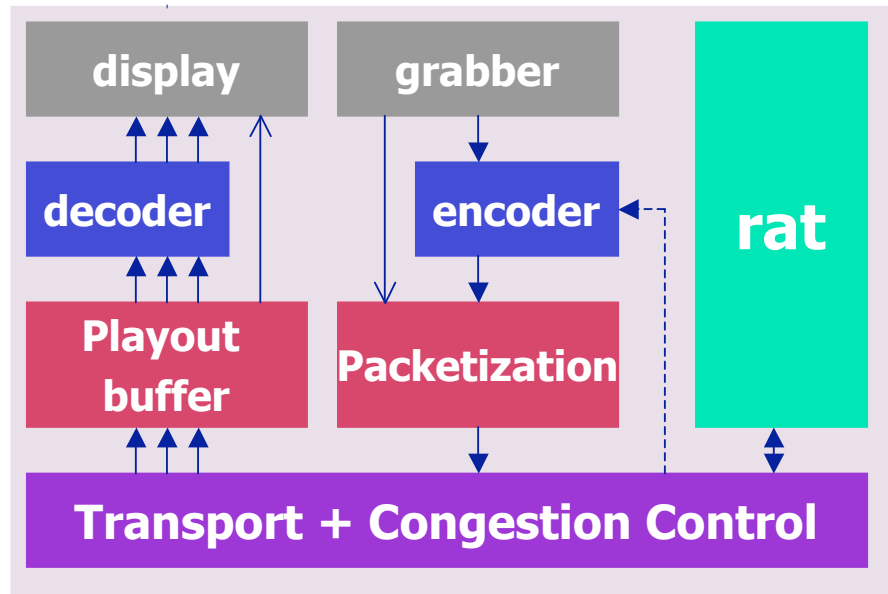 display
grabber
rat
decoder
encoder
Playout
buffer
Packetization
Transport + Congestion Control